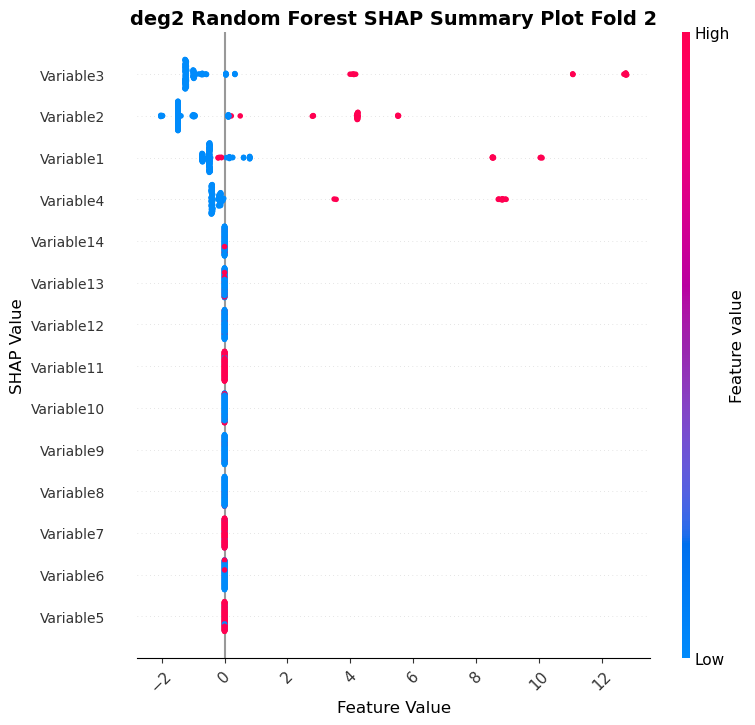 deg2 Random Forest SHAP Summary Plot Fold 2
High
Variable3
Variable2
Variable1
Variable4
Variable14
Variable13
Variable12
Variable11
Variable10
Variable9
Variable8
Variable7
Variable6
Variable5
SHAP Value
Feature value
Low
−2
0
2
4
6
8
10
12
Feature Value